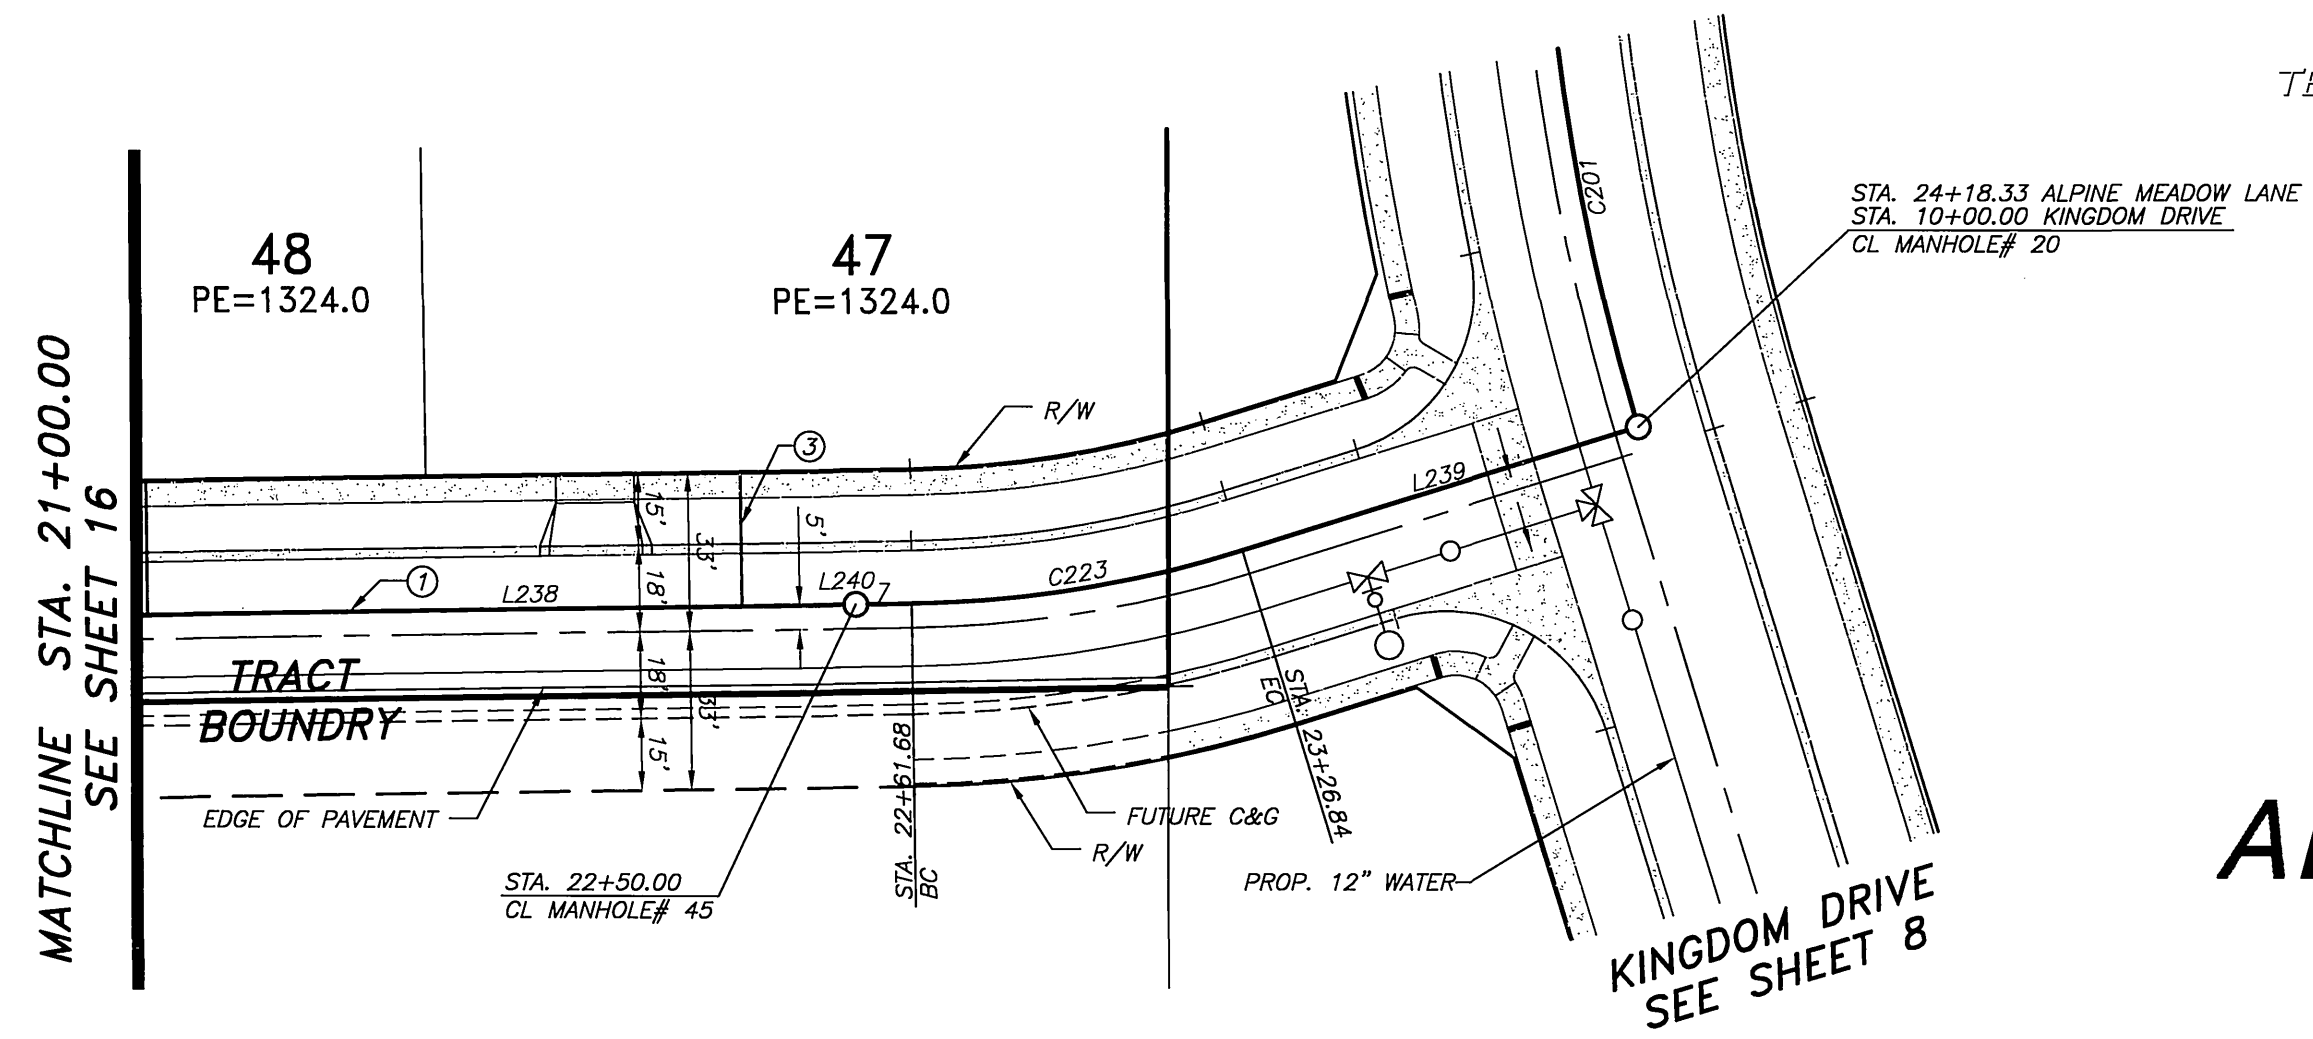 MATCHLINE STA. 21+00.00
SEE SHEET 16
48
PE=1324.0
47
PE=1324.0
R/W
3
1
L238
15'
33'
18'
5'
L240
C223
L239
C201
STA. 24+18.33 ALPINE MEADOW LANE
STA. 10+00.00 KINGDOM DRIVE
CL MANHOLE# 20
TRACT
BOUNDRY
18'
33'
15'
EDGE OF PAVEMENT
STA. 22+50.00
CL MANHOLE# 45
STA. 22+61.68
BC
STA. 23+26.84
EC
FUTURE C&G
R/W
PROP. 12" WATER
KINGDOM DRIVE
SEE SHEET 8